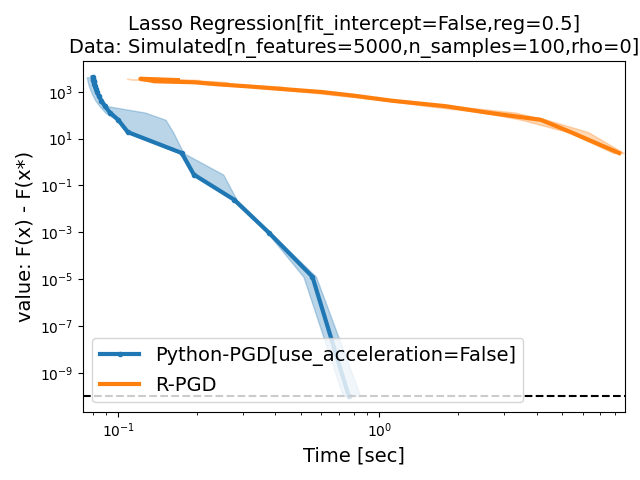 Lasso Regression[fit_intercept=False,reg=0.5]
Data: Simulated[n_features=5000,n_samples=100,rho=0]
value: F(x) - F(x*)
10³
10¹
10⁻¹
10⁻³
10⁻⁵
10⁻⁷
10⁻⁹
Python-PGD[use_acceleration=False]
R-PGD
10⁻¹
10⁰
Time [sec]